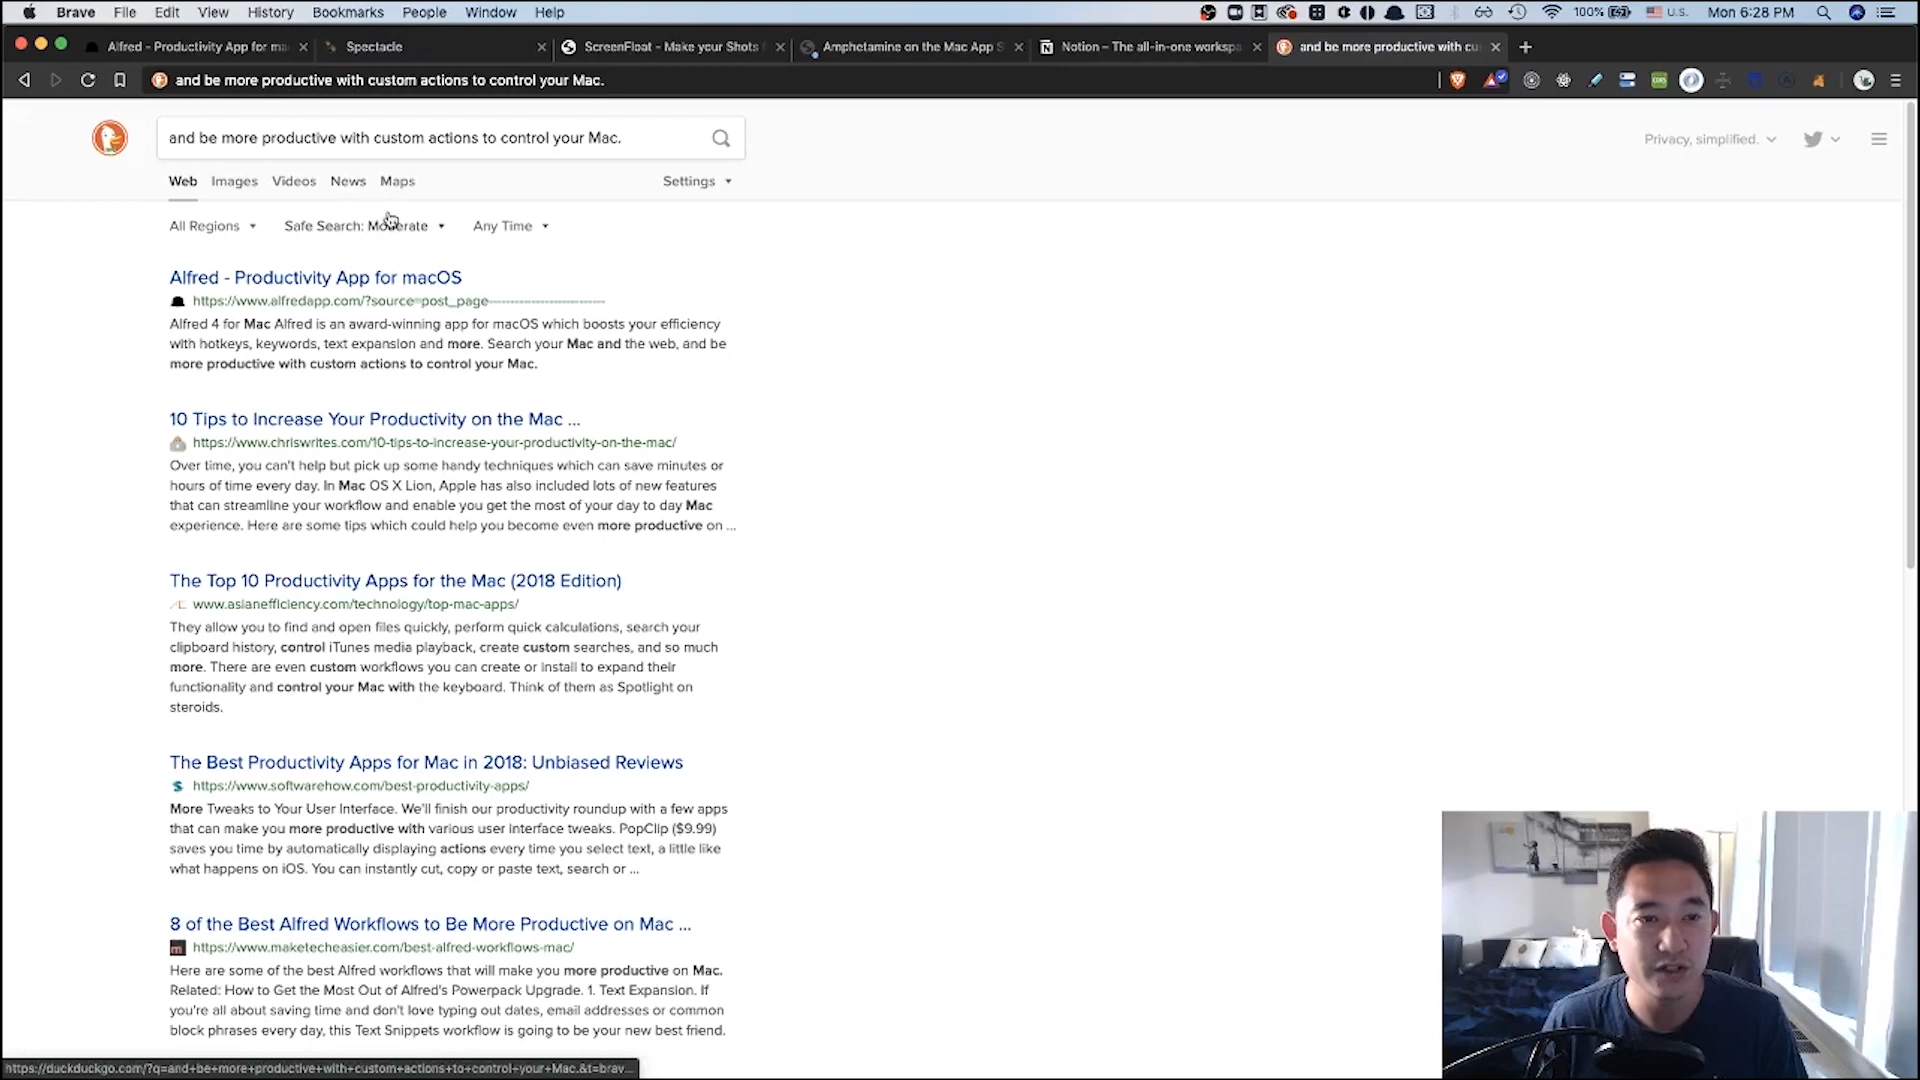 Brave File Edit View History Bookmarks People Window Help 100% U.S. Mon 6:28 PM
Alfred - Productivity App for ma Spectacle ScreenFloat - Make your Shots Amphetamine on the Mac App S Notion – The all-in-one workspa and be more productive with cu
and be more productive with custom actions to control your Mac.
and be more productive with custom actions to control your Mac.
Privacy, simplified.
Web Images Videos News Maps Settings
All Regions Safe Search: Moderate Any Time
Alfred - Productivity App for macOS
https://www.alfredapp.com/?source=post_page---------------------------
Alfred 4 for Mac Alfred is an award-winning app for macOS which boosts your efficiency
with hotkeys, keywords, text expansion and more. Search your Mac and the web, and be
more productive with custom actions to control your Mac.
10 Tips to Increase Your Productivity on the Mac ...
https://www.chriswrites.com/10-tips-to-increase-your-productivity-on-the-mac/
Over time, you can't help but pick up some handy techniques which can save minutes or
hours of time every day. In Mac OS X Lion, Apple has also included lots of new features
that can streamline your workflow and enable you get the most of your day to day Mac
experience. Here are some tips which could help you become even more productive on ...
The Top 10 Productivity Apps for the Mac (2018 Edition)
www.asianefficiency.com/technology/top-mac-apps/
They allow you to find and open files quickly, perform quick calculations, search your
clipboard history, control iTunes media playback, create custom searches, and so much
more. There are even custom workflows you can create or install to expand their
functionality and control your Mac with the keyboard. Think of them as Spotlight on
steroids.
The Best Productivity Apps for Mac in 2018: Unbiased Reviews
https://www.softwarehow.com/best-productivity-apps/
More Tweaks to Your User Interface. We'll finish our productivity roundup with a few apps
that can make you more productive with various user interface tweaks. PopClip ($9.99)
saves you time by automatically displaying actions every time you select text, a little like
what happens on iOS. You can instantly cut, copy or paste text, search or ...
8 of the Best Alfred Workflows to Be More Productive on Mac ...
https://www.maketecheasier.com/best-alfred-workflows-mac/
Here are some of the best Alfred workflows that will make you more productive on Mac.
Related: How to Get the Most Out of Alfred's Powerpack Upgrade. 1. Text Expansion. If
you're all about saving time and don't love typing out dates, email addresses or common
block phrases every day, this Text Snippets workflow is going to be your new best friend.
https://duckduckgo.com/?q=and+be+more+productive+with+custom+actions+to+control+your+Mac.&t=brav...